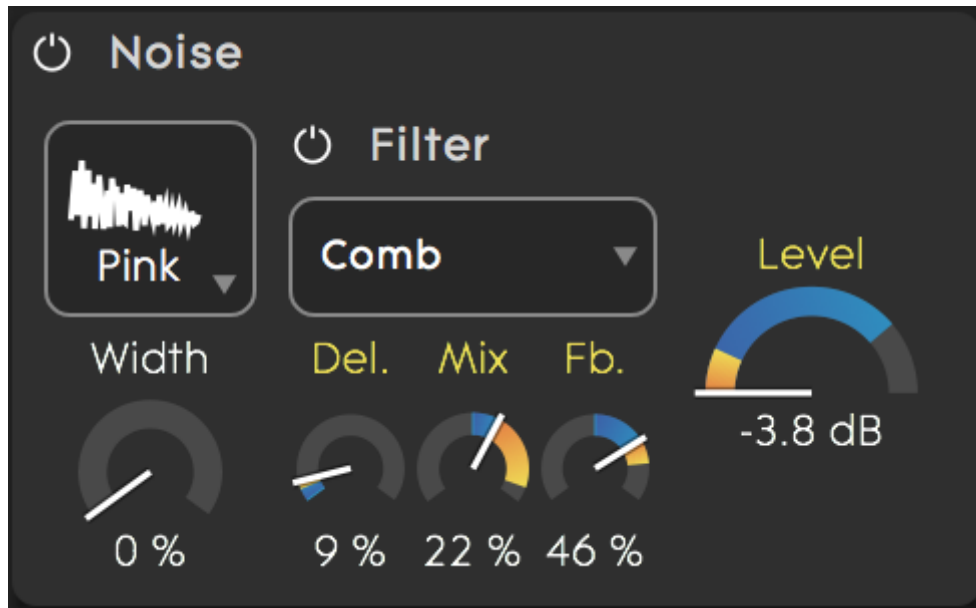 Noise
Filter
Pink
Comb
Level
-3.8 dB
Width
Del.
Mix
Fb.
0 %
9 %
22 %
46 %